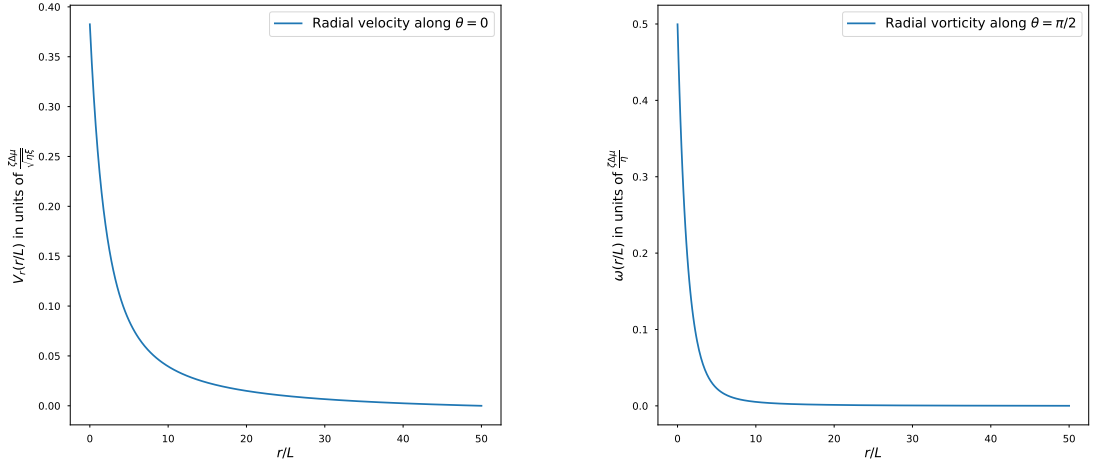 Radial velocity along θ = 0
0.40
0.35
0.30
0.25
0.20
0.15
0.10
0.05
0.00
V_r(r/L) in units of ζΔμ/√ηξ
0 10 20 30 40 50
r/L
Radial vorticity along θ = π/2
0.5
0.4
0.3
0.2
0.1
0.0
ω(r/L) in units of ζΔμ/η
0 10 20 30 40 50
r/L